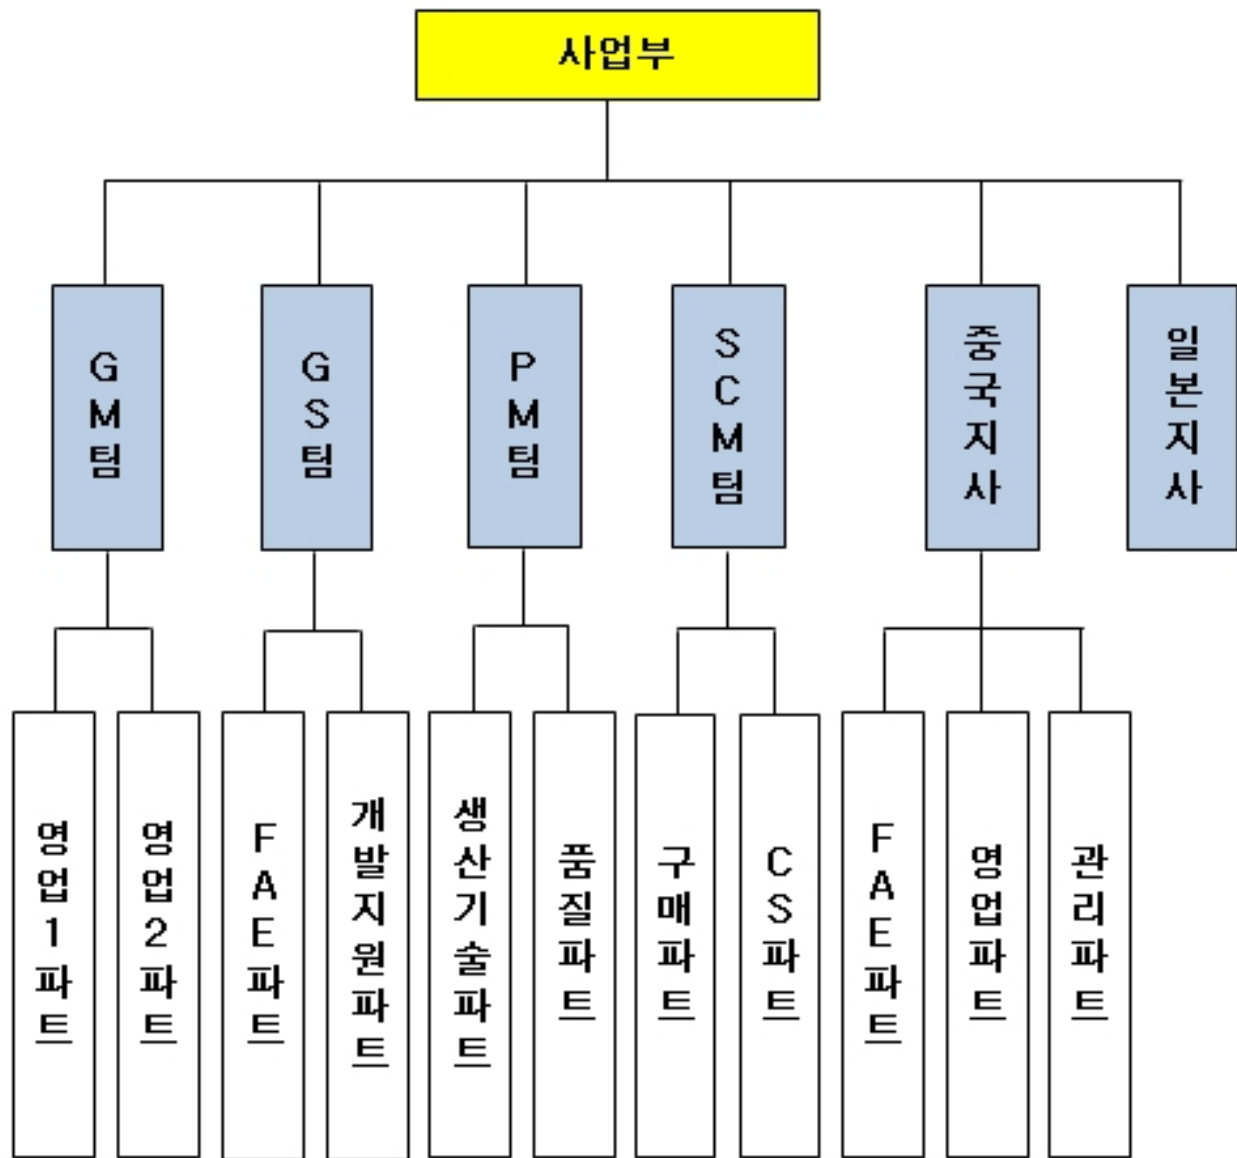 사업부
GM팀
GS팀
PM팀
SCM팀
중국지사
일본지사
영업1파트
영업2파트
FAE파트
개발지원파트
생산기술파트
품질파트
구매파트
CS파트
FAE파트
영업파트
관리파트